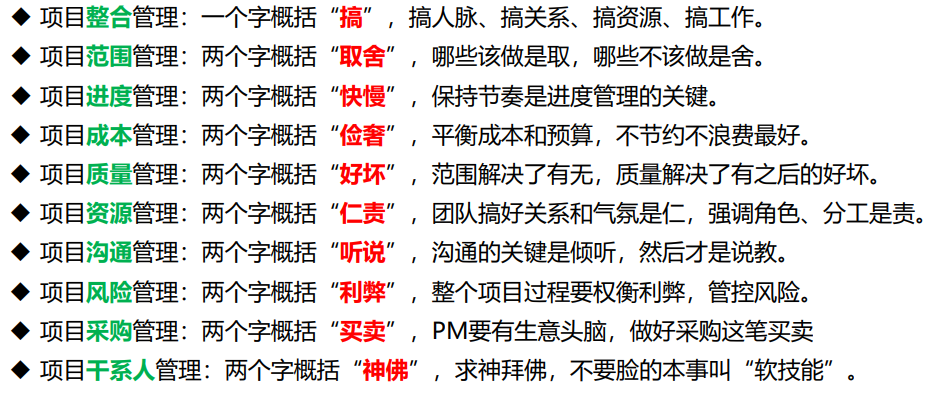 ◆ 项目整合管理：一个字概括“搞”，搞人脉、搞关系、搞资源、搞工作。
◆ 项目范围管理：两个字概括“取舍”，哪些该做是取，哪些不该做是舍。
◆ 项目进度管理：两个字概括“快慢”，保持节奏是进度管理的关键。
◆ 项目成本管理：两个字概括“俭奢”，平衡成本和预算，不节约不浪费最好。
◆ 项目质量管理：两个字概括“好坏”，范围解决了有无，质量解决了有之后的好坏。
◆ 项目资源管理：两个字概括“仁责”，团队搞好关系和气氛是仁，强调角色、分工是责。
◆ 项目沟通管理：两个字概括“听说”，沟通的关键是倾听，然后才是说教。
◆ 项目风险管理：两个字概括“利弊”，整个项目过程要权衡利弊，管控风险。
◆ 项目采购管理：两个字概括“买卖”，PM要有生意头脑，做好采购这笔买卖
◆ 项目干系人管理：两个字概括“神佛”，求神拜佛，不要脸的本事叫“软技能”。